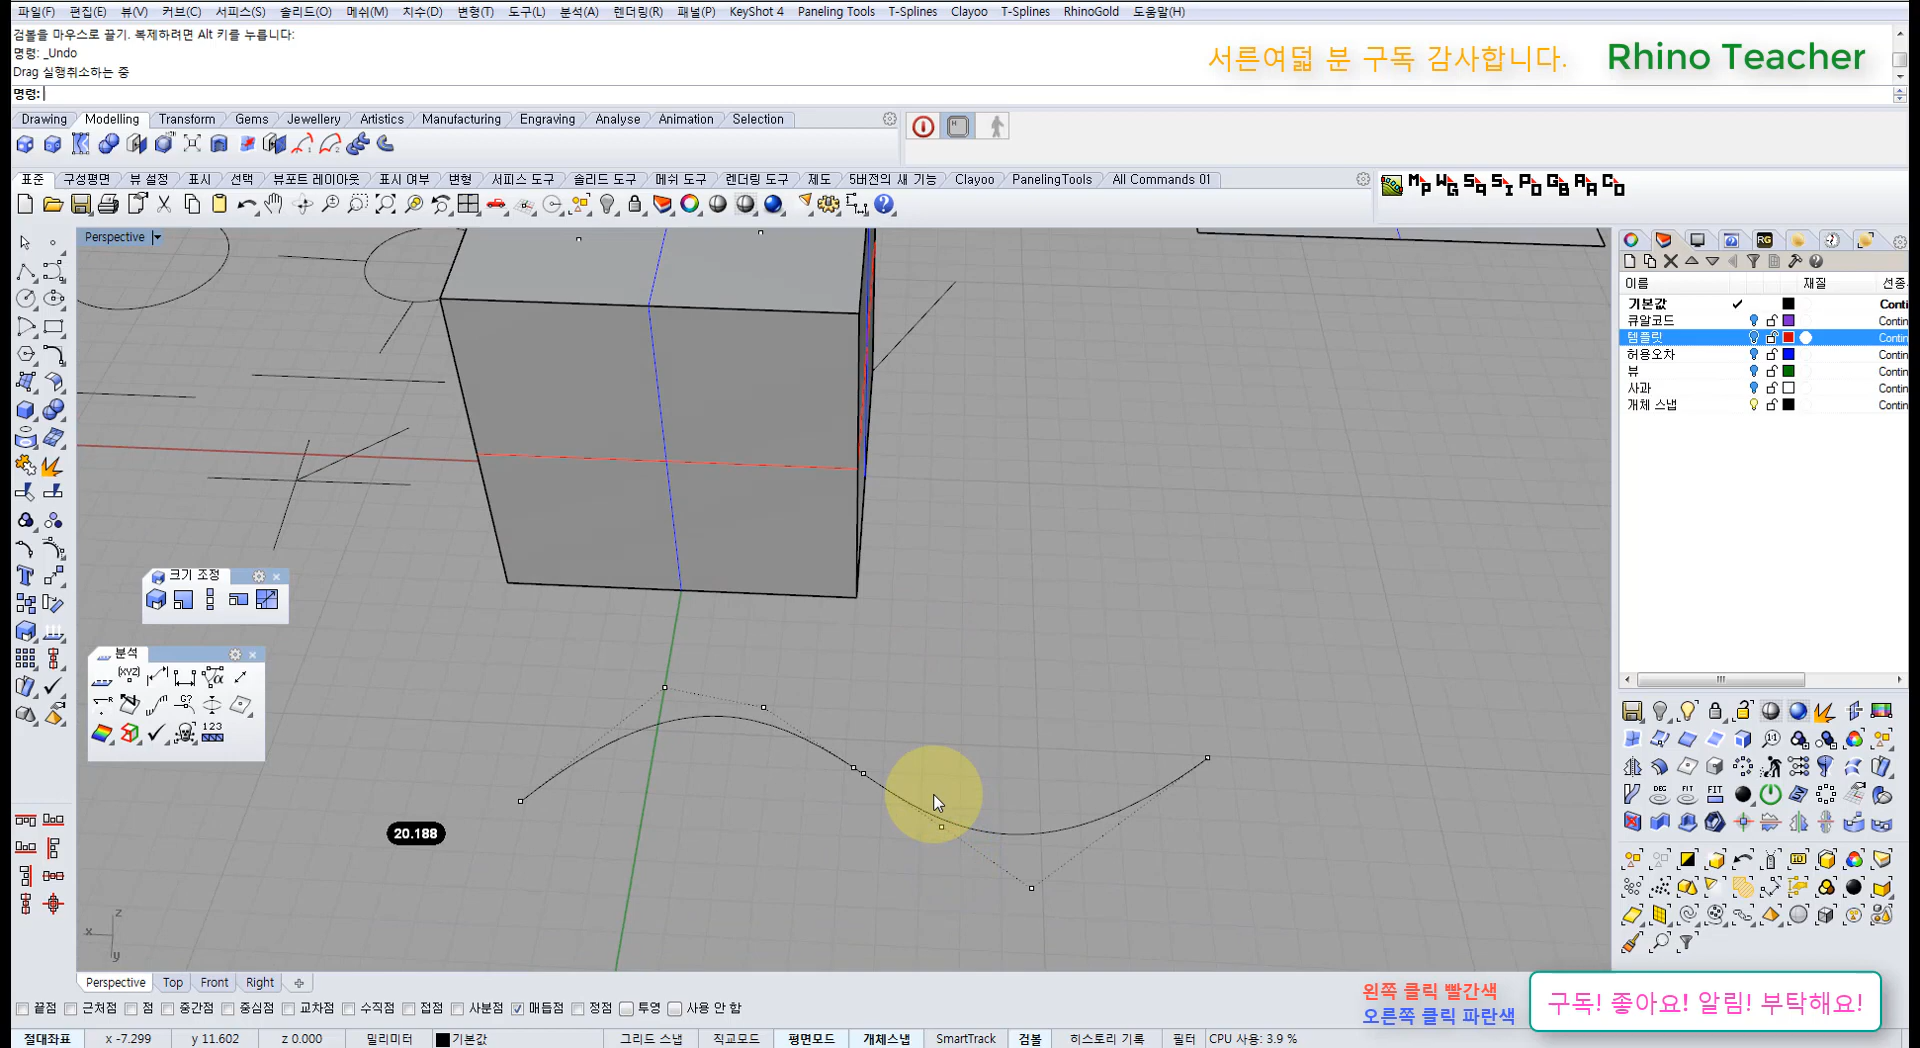 파일(F) 편집(E) 뷰(V) 커브(C) 서피스(S) 솔리드(O) 메쉬(M) 치수(D) 변형(T) 도구(L) 분석(A) 렌더링(R) 패널(P) KeyShot 4 Paneling Tools T-Splines Clayoo T-Splines RhinoGold 도움말(H)
검볼을 마우스로 끌기. 복제하려면 Alt 키를 누릅니다:
명령: _Undo
Drag 실행취소하는 중
명령:
서른여덟 분 구독 감사합니다. Rhino Teacher
Drawing Modelling Transform Gems Jewellery Artistics Manufacturing Engraving Analyse Animation Selection
표준 구성평면 뷰 설정 표시 선택 뷰포트 레이아웃 표시 여부 변형 서피스 도구 솔리드 도구 메쉬 도구 렌더링 도구 제도 5버전의 새 기능 Clayoo PanelingTools All Commands 01
Perspective
이름 재질 선종
기본값 Conti
큐알코드 Contin
템플릿 Contin
허용오차 Contin
뷰 Contin
사과 Contin
개체 스냅 Contin
크기 조정
분석
20.188
z
x
y
Perspective Top Front Right
끝점 근처점 점 중간점 중심점 교차점 수직점 접점 사분점 매듭점 정점 투영 사용 안 함
왼쪽 클릭 빨간색
오른쪽 클릭 파란색
구독! 좋아요! 알림! 부탁해요!
절대좌표 x -7.299 y 11.602 z 0.000 밀리미터 기본값 그리드 스냅 직교모드 평면모드 개체스냅 SmartTrack 검볼 히스토리 기록 필터 CPU 사용: 3.9 %